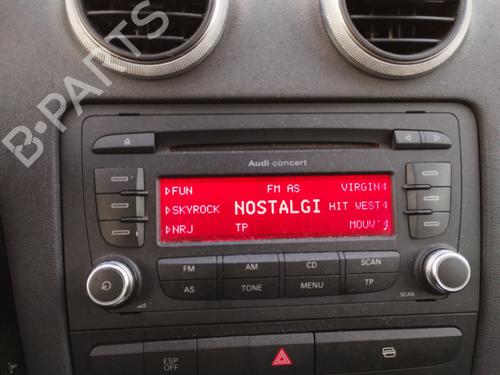 B-PARTS
Audi concert
FUN FM AS VIRGIN
SKYROCK NOSTALGI HIT WEST
NRJ TP MOUV'
FM AM CD SCAN
AS TONE MENU TP
SCAN
ESP
OFF